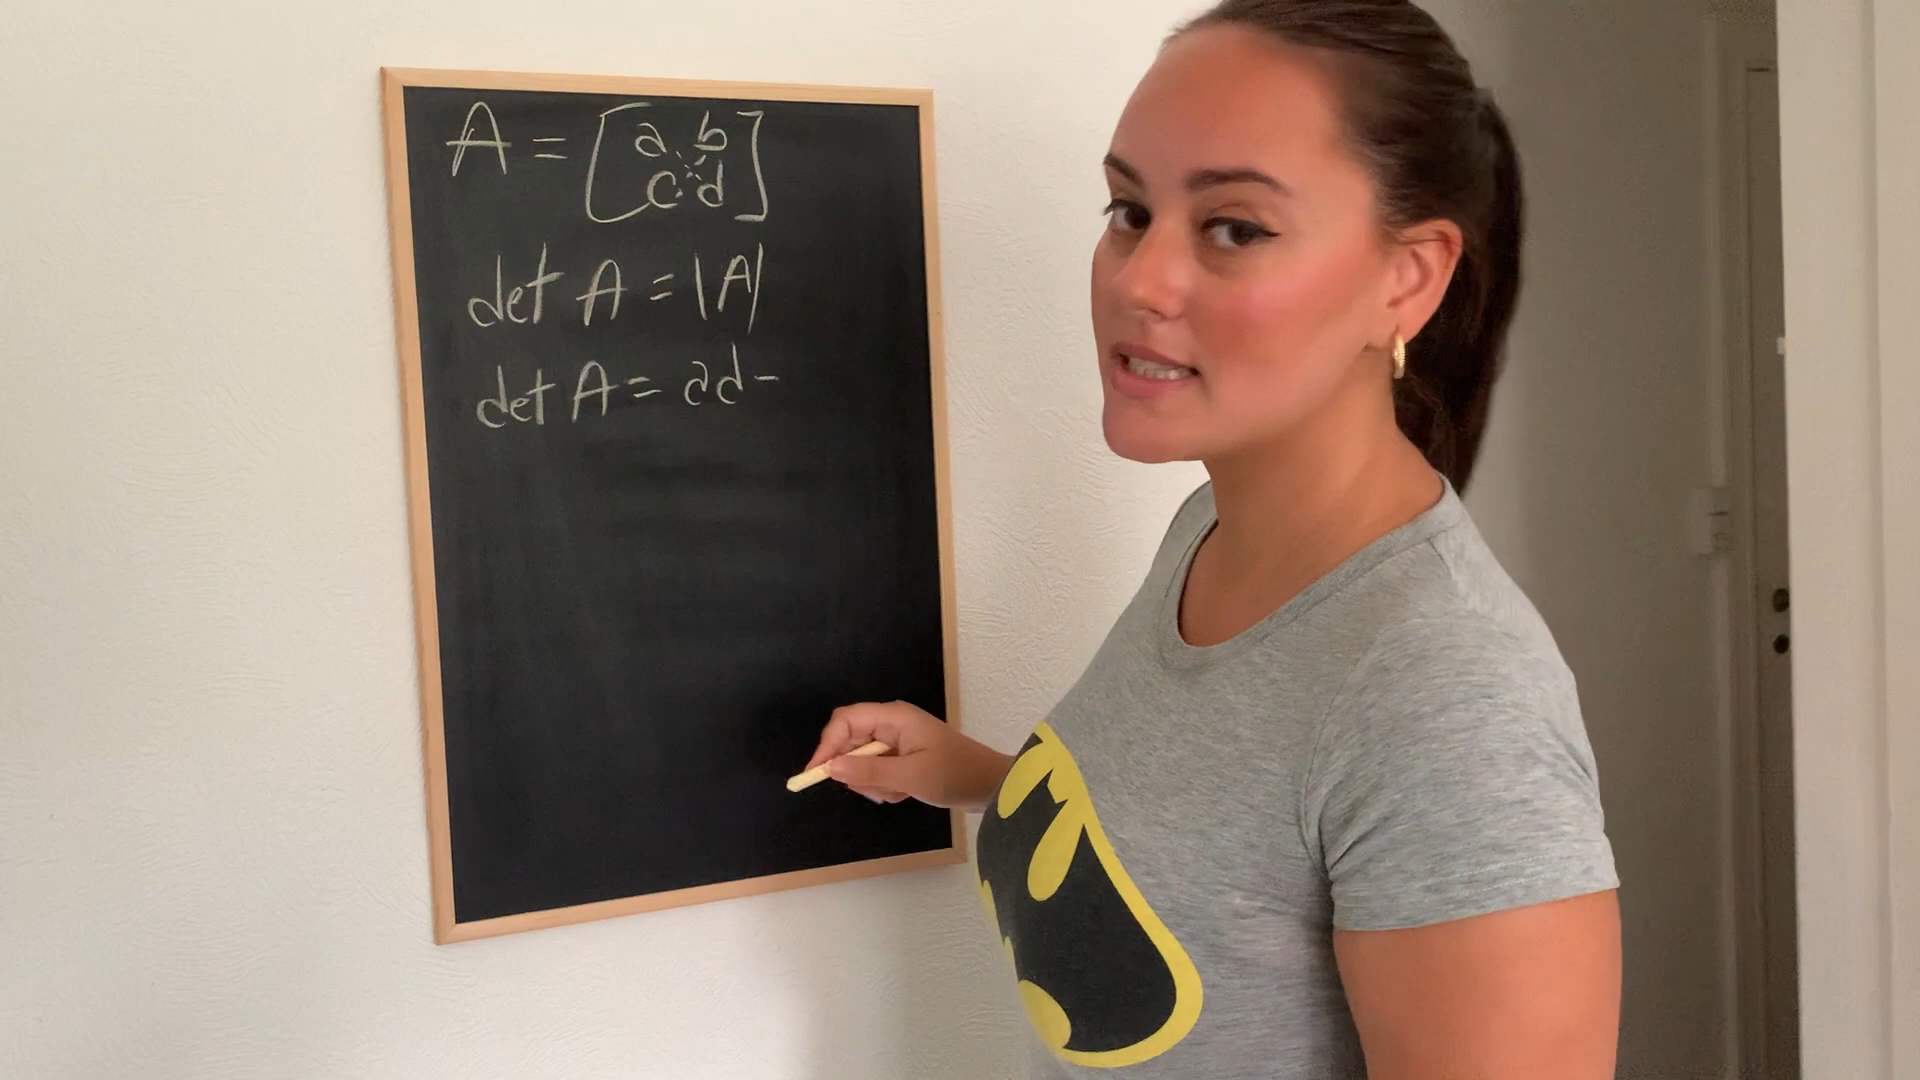 A = [a b
c d]
det A = |A|
det A = ad -